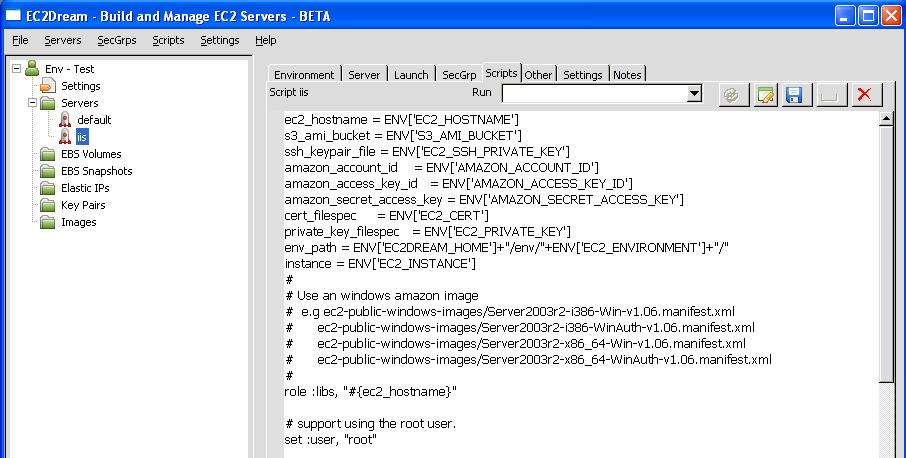 EC2Dream - Build and Manage EC2 Servers - BETA
File Servers SecGrps Scripts Settings Help
Env - Test
Settings
Servers
default
iis
EBS Volumes
EBS Snapshots
Elastic IPs
Key Pairs
Images
Environment Server Launch SecGrp Scripts Other Settings Notes
Script iis Run
ec2_hostname = ENV['EC2_HOSTNAME']
s3_ami_bucket = ENV['S3_AMI_BUCKET']
ssh_keypair_file = ENV['EC2_SSH_PRIVATE_KEY']
amazon_account_id = ENV['AMAZON_ACCOUNT_ID']
amazon_access_key_id = ENV['AMAZON_ACCESS_KEY_ID']
amazon_secret_access_key = ENV['AMAZON_SECRET_ACCESS_KEY']
cert_filespec = ENV['EC2_CERT']
private_key_filespec = ENV['EC2_PRIVATE_KEY']
env_path = ENV['EC2DREAM_HOME']+"/env/"+ENV['EC2_ENVIRONMENT']+"/"
instance = ENV['EC2_INSTANCE']
#
# Use an windows amazon image
# e.g ec2-public-windows-images/Server2003r2-i386-Win-v1.06.manifest.xml
# ec2-public-windows-images/Server2003r2-i386-WinAuth-v1.06.manifest.xml
# ec2-public-windows-images/Server2003r2-x86_64-Win-v1.06.manifest.xml
# ec2-public-windows-images/Server2003r2-x86_64-WinAuth-v1.06.manifest.xml
#
role :libs, "#{ec2_hostname}"
# support using the root user.
set :user, "root"